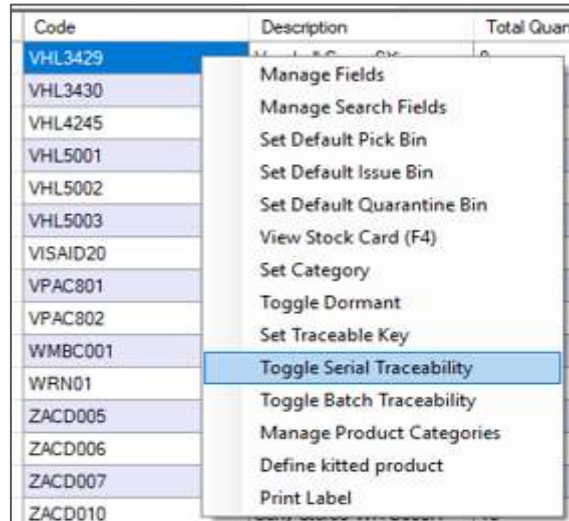 Code Description Total Quan
VHL3429
Manage Fields
VHL3430
Manage Search Fields
VHL4245
Set Default Pick Bin
VHL5001
Set Default Issue Bin
VHL5002
Set Default Quarantine Bin
VHL5003
View Stock Card (F4)
VISAID20
Set Category
VPAC801
Toggle Dormant
VPAC802
Set Traceable Key
WMBC001
Toggle Serial Traceability
WRN01
Toggle Batch Traceability
ZACD005
Manage Product Categories
ZACD006
Define kitted product
ZACD007
Print Label
ZACD010